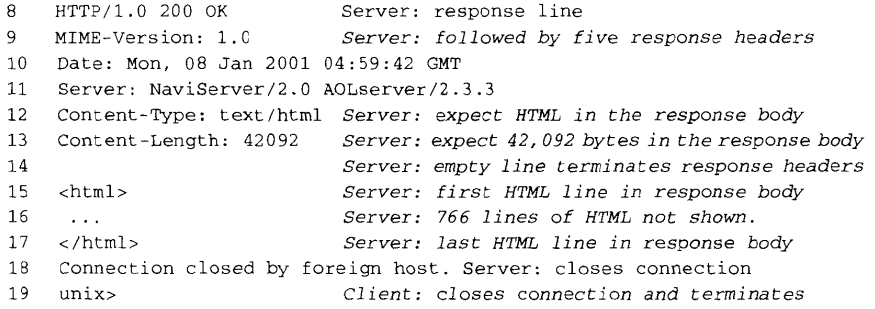 8 HTTP/1.0 200 OK Server: response line
9 MIME-Version: 1.0 Server: followed by five response headers
10 Date: Mon, 08 Jan 2001 04:59:42 GMT
11 Server: NaviServer/2.0 AOLserver/2.3.3
12 Content-Type: text/html Server: expect HTML in the response body
13 Content-Length: 42092 Server: expect 42,092 bytes in the response body
14 Server: empty line terminates response headers
15 <html> Server: first HTML line in response body
16 ... Server: 766 lines of HTML not shown.
17 </html> Server: last HTML line in response body
18 Connection closed by foreign host. Server: closes connection
19 unix> Client: closes connection and terminates